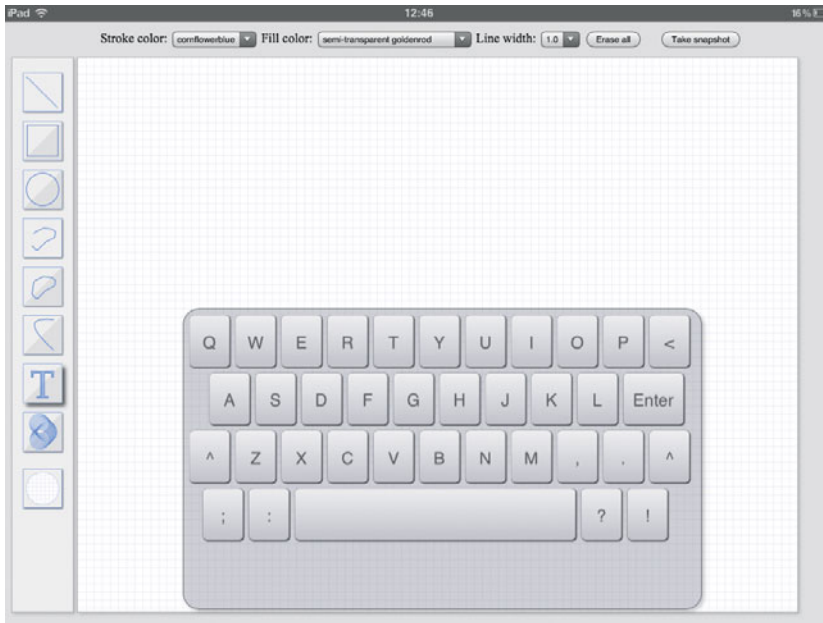 iPad 12:46 16%
Stroke color: cornflowerblue Fill color: semi-transparent goldenrod Line width: 1.0 Erase all Take snapshot
Q W E R T Y U I O P <
A S D F G H J K L Enter
T
^ Z X C V B N M , . ^
; : ? !